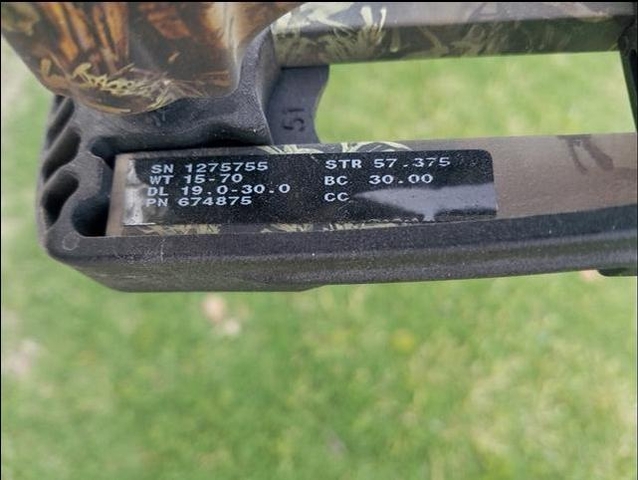 51
SN 1275755 STR 57.375
WT 15-70 BC 30.00
DL 19.0-30.0 CC
PN 674875